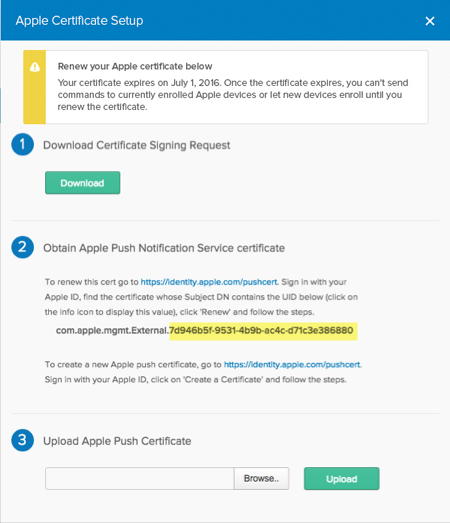 Apple Certificate Setup
×
Renew your Apple certificate below
Your certificate expires on July 1, 2016. Once the certificate expires, you can't send
commands to currently enrolled Apple devices or let new devices enroll until you
renew the certificate.
1 Download Certificate Signing Request
Download
2 Obtain Apple Push Notification Service certificate
To renew this cert go to https://identity.apple.com/pushcert. Sign in with your
Apple ID, find the certificate whose Subject DN contains the UID below (click on
the info icon to display this value), click 'Renew' and follow the steps.
com.apple.mgmt.External.7d946b5f-9531-4b9b-ac4c-d71c3e386880
To create a new Apple push certificate, go to https://identity.apple.com/pushcert.
Sign in with your Apple ID, click on 'Create a Certificate' and follow the steps.
3 Upload Apple Push Certificate
Browse.. Upload